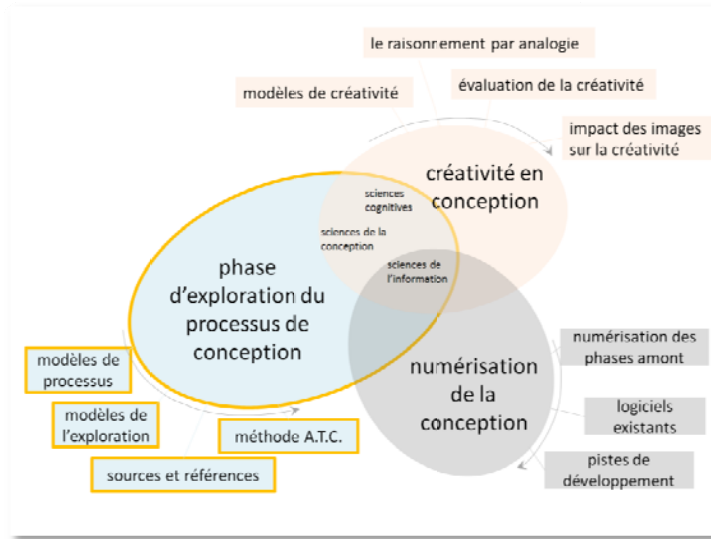 le raisonrement par analogie
modèles de créativité
évaluation de la créativité
impact des images
sur la créativité
créativité en
conception
sciences
cognitives
sciences de la
conception
sciences de
l'information
phase
d'exploration du
processus de
conception
modèles de
processus
modèles de
l'exploration
méthode A.T.C.
sources et références
numérisation
de la
conception
numérisation des
phases amont
logiciels
existants
pistes de
développement